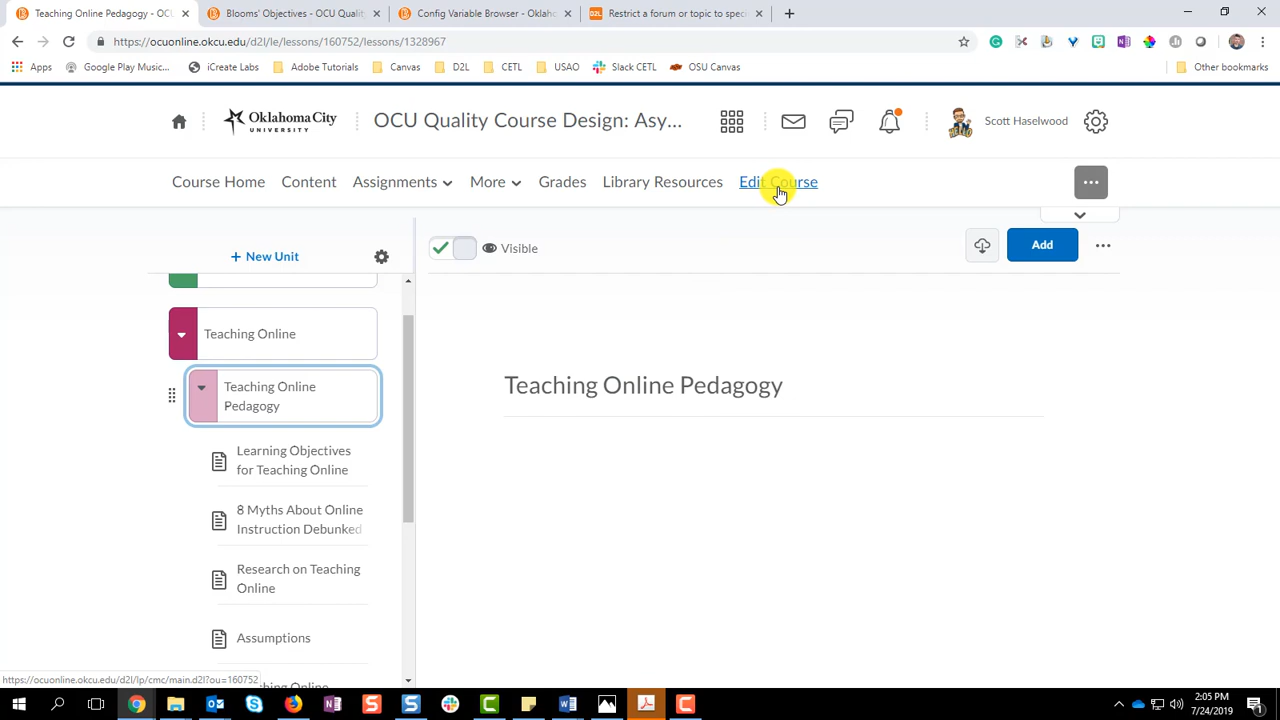 Teaching Online Pedagogy - OCU
Blooms' Objectives - OCU Quality
Config Variable Browser - Oklaho
Restrict a forum or topic to spec
https://ocuonline.okcu.edu/d2l/le/lessons/160752/lessons/1328967
Apps
Google Play Music...
iCreate Labs
Adobe Tutorials
Canvas
D2L
CETL
USAO
Slack CETL
OSU Canvas
Other bookmarks
Oklahoma City
UNIVERSITY
OCU Quality Course Design: Asy...
HELLO
Scott Haselwood
Course Home
Content
Assignments
More
Grades
Library Resources
Edit Course
+ New Unit
Visible
Add
Teaching Online
Teaching Online
Pedagogy
Learning Objectives
for Teaching Online
8 Myths About Online
Instruction Debunked
Research on Teaching
Online
Assumptions
Teaching Online Pedagogy
https://ocuonline.okcu.edu/d2l/lp/cmc/main.d2l?ou=160752
2:05 PM
7/24/2019